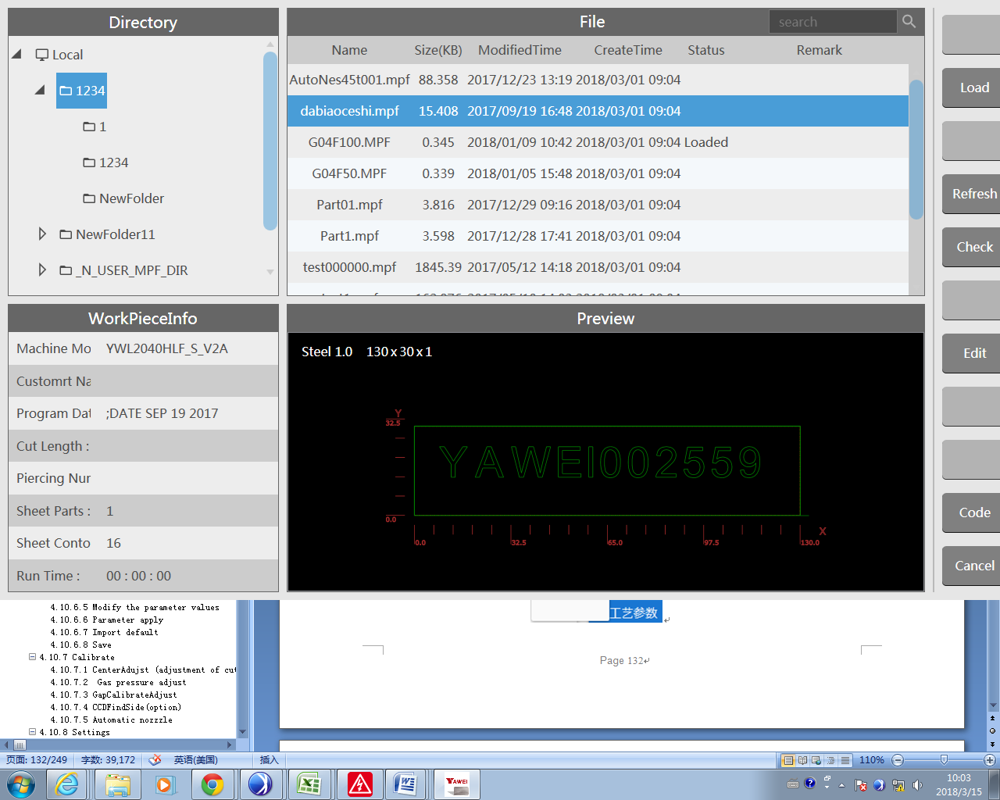 Directory
Local
1234
1
1234
NewFolder
NewFolder11
_N_USER_MPF_DIR
File
search
Name Size(KB) ModifiedTime CreateTime Status Remark
AutoNes45t001.mpf 88.358 2017/12/23 13:19 2018/03/01 09:04
dabiaoceshi.mpf 15.408 2017/09/19 16:48 2018/03/01 09:04
G04F100.MPF 0.345 2018/01/09 10:42 2018/03/01 09:04 Loaded
G04F50.MPF 0.339 2018/01/05 15:48 2018/03/01 09:04
Part01.mpf 3.816 2017/12/29 09:16 2018/03/01 09:04
Part1.mpf 3.598 2017/12/28 17:41 2018/03/01 09:04
test000000.mpf 1845.39 2017/05/12 14:18 2018/03/01 09:04
Load
Refresh
Check
Edit
Code
Cancel
WorkPieceInfo
Machine Mo YWL2040HLF_S_V2A
Customrt Na
Program Dat ;DATE SEP 19 2017
Cut Length :
Piercing Nur
Sheet Parts : 1
Sheet Conto 16
Run Time : 00 : 00 : 00
Preview
Steel 1.0 130 x 30 x 1
Y
32.5
YAWEI002559
0.0
X
0.0 32.5 65.0 97.5 130.0
4.10.6.5 Modify the parameter values
4.10.6.6 Parameter apply
4.10.6.7 Import default
4.10.6.8 Save
4.10.7 Calibrate
4.10.7.1 CenterAdujst (adjustment of cut
4.10.7.2 Gas pressure adjust
4.10.7.3 GapCalibrateAdjust
4.10.7.4 CCDFindSide(option)
4.10.7.5 Automatic nozzzle
4.10.8 Settings
工艺参数
Page 132
页面: 132/249 字数: 39,172 英语(美国) 插入 110%
YAWEI
10:03
2018/3/15